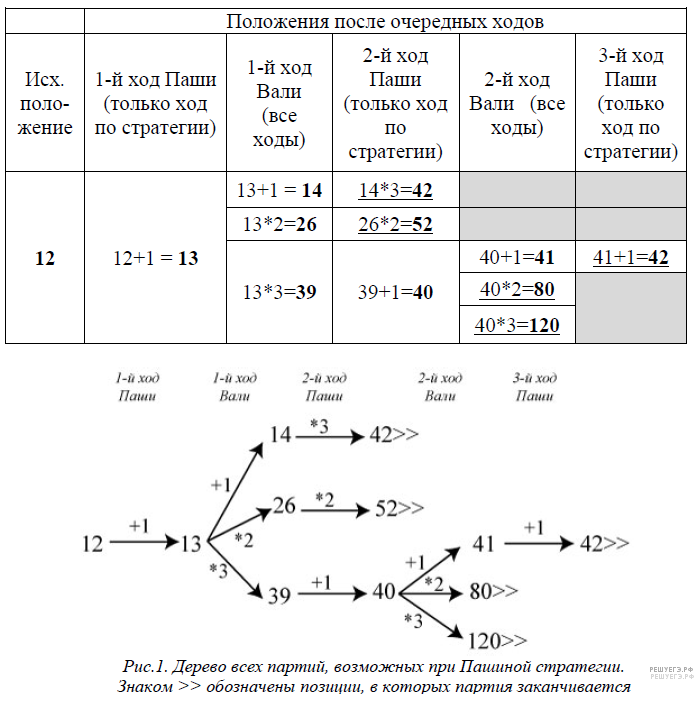 Положения после очередных ходов
Исх.
поло-
жение
1-й ход Паши
(только ход
по стратегии)
1-й ход
Вали
(все
ходы)
2-й ход
Паши
(только ход
по
стратегии)
2-й ход
Вали (все
ходы)
3-й ход
Паши
(только
ход по
стратегии)
12
12+1 = 13
13+1 = 14
14*3=42
13*2=26
26*2=52
13*3=39
39+1=40
40+1=41
41+1=42
40*2=80
40*3=120
1-й ход
Паши
1-й ход
Вали
2-й ход
Паши
2-й ход
Вали
3-й ход
Паши
14 *3 42>>
+1
26 *2 52>>
12 +1 13
*2
*3
39 +1 40
+1
41 +1 42>>
*2
80>>
*3
120>>
Рис.1. Дерево всех партий, возможных при Пашиной стратегии.
Знаком >> обозначены позиции, в которых партия заканчивается
РЕШУЕГЭ.РФ
РЕШУЕГЭ.РФ